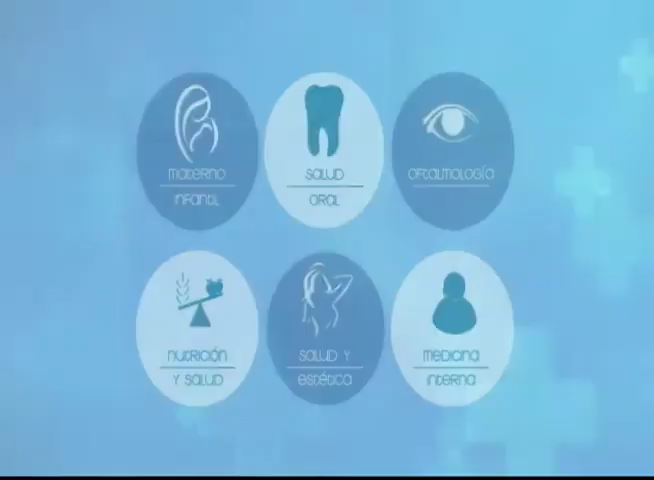 materno
infantil
salud
oral
oftalmología
nutrición
y salud
salud y
estética
medicina
interna